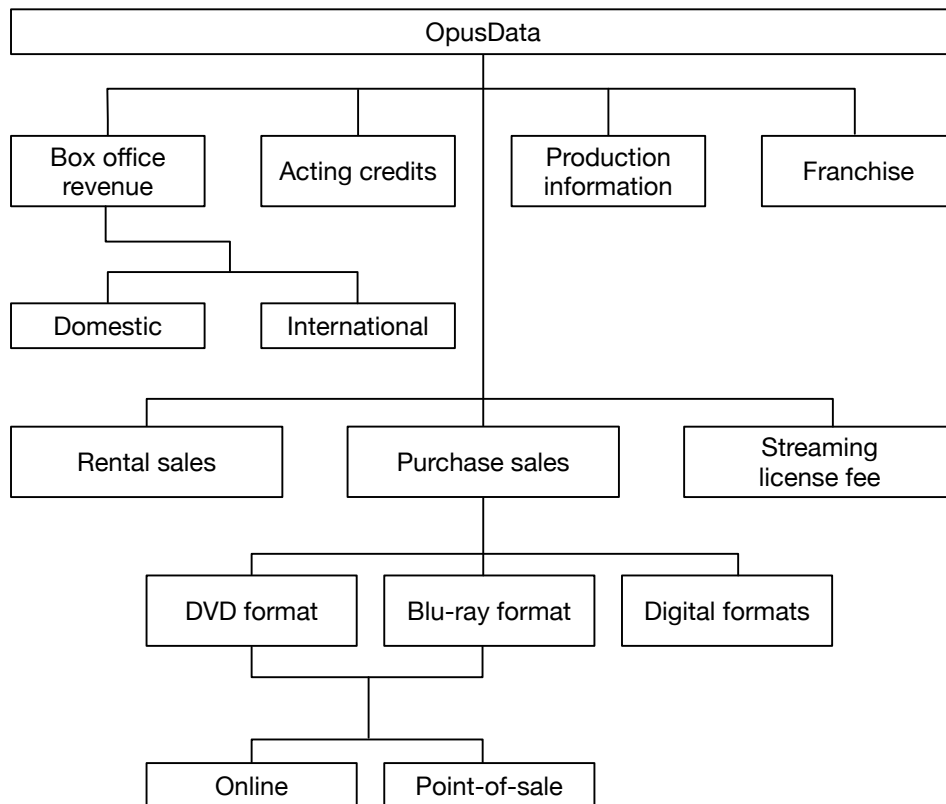 OpusData
Box office
revenue
Acting credits
Production
information
Franchise
Domestic
International
Rental sales
Purchase sales
Streaming
license fee
DVD format
Blu-ray format
Digital formats
Online
Point-of-sale